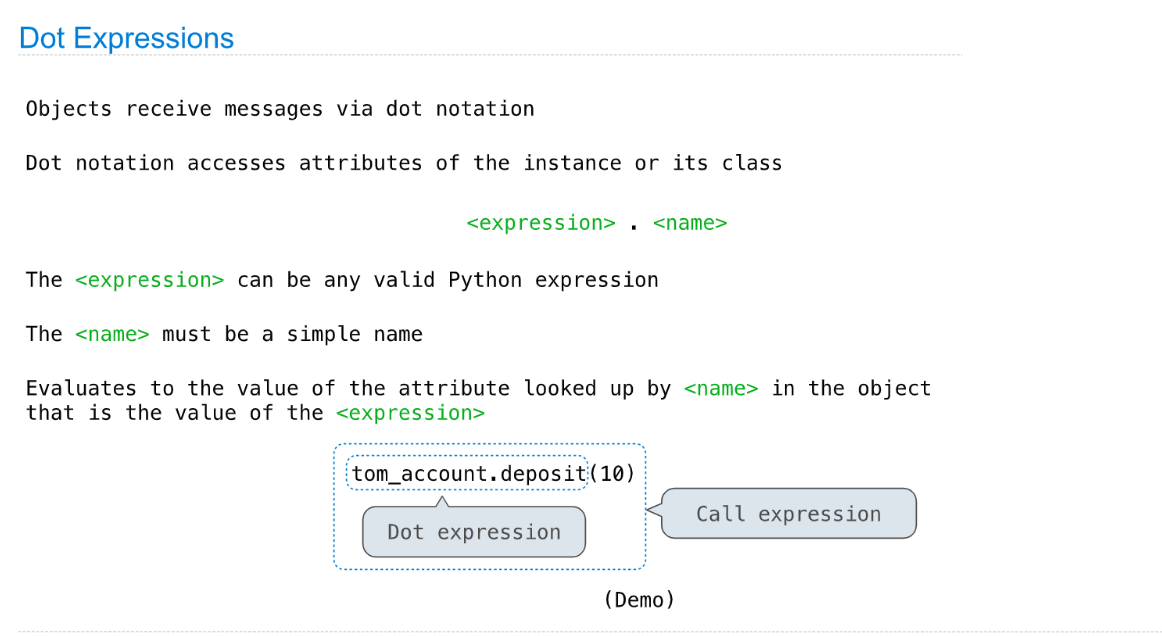 Dot Expressions
Objects receive messages via dot notation
Dot notation accesses attributes of the instance or its class
<expression> . <name>
The <expression> can be any valid Python expression
The <name> must be a simple name
Evaluates to the value of the attribute looked up by <name> in the object
that is the value of the <expression>
tom_account.deposit(10)
Call expression
Dot expression
(Demo)